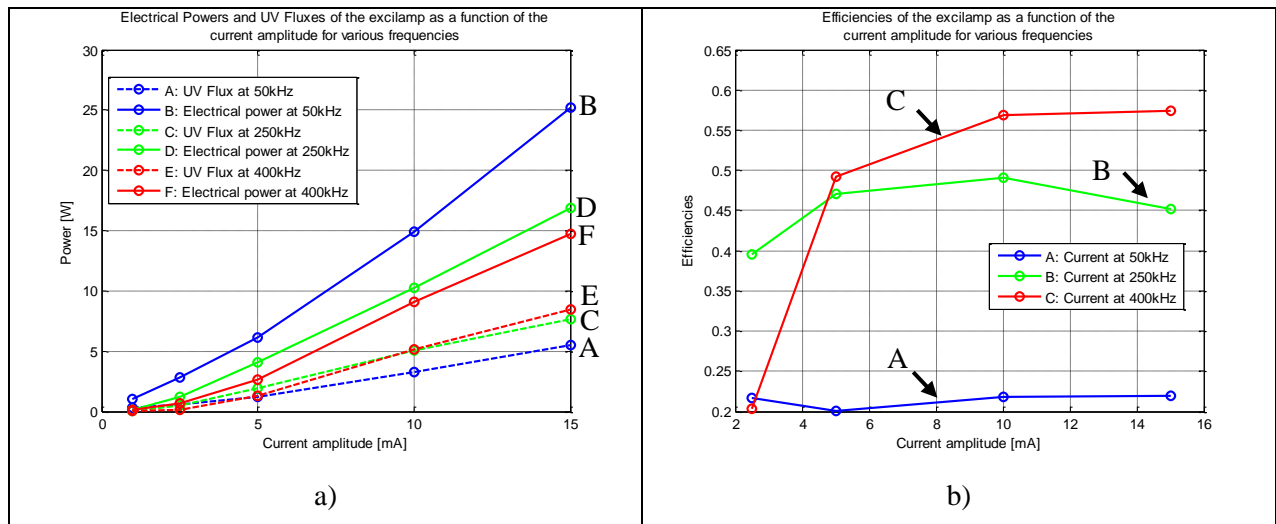 Electrical Powers and UV Fluxes of the excilamp as a function of the
current amplitude for various frequencies
30
25
20
15
10
5
0
Power [W]
A: UV Flux at 50kHz
B: Electrical power at 50kHz
C: UV Flux at 250kHz
D: Electrical power at 250kHz
E: UV Flux at 400kHz
F: Electrical power at 400kHz
B
D
F
E
C
A
0 5 10 15
Current amplitude [mA]
a)
Efficiencies of the excilamp as a function of the
current amplitude for various frequencies
0.65
0.6
0.55
0.5
0.45
0.4
0.35
0.3
0.25
0.2
Efficiencies
C
B
A: Current at 50kHz
B: Current at 250kHz
C: Current at 400kHz
A
2 4 6 8 10 12 14 16
Current amplitude [mA]
b)